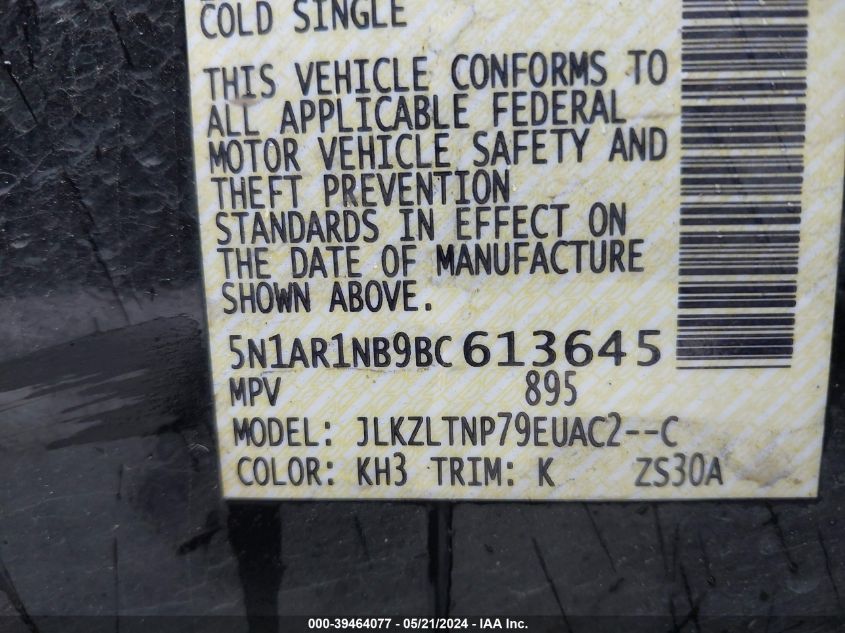 COLD SINGLE
THIS VEHICLE CONFORMS TO
ALL APPLICABLE FEDERAL
MOTOR VEHICLE SAFETY AND
THEFT PREVENTION
STANDARDS IN EFFECT ON
THE DATE OF MANUFACTURE
SHOWN ABOVE.
5N1AR1NB9BC 613645
MPV 895
MODEL: JLKZLTNP79EUAC2--C
COLOR: KH3 TRIM: K ZS30A
000-39464077 - 05/21/2024 - IAA Inc.